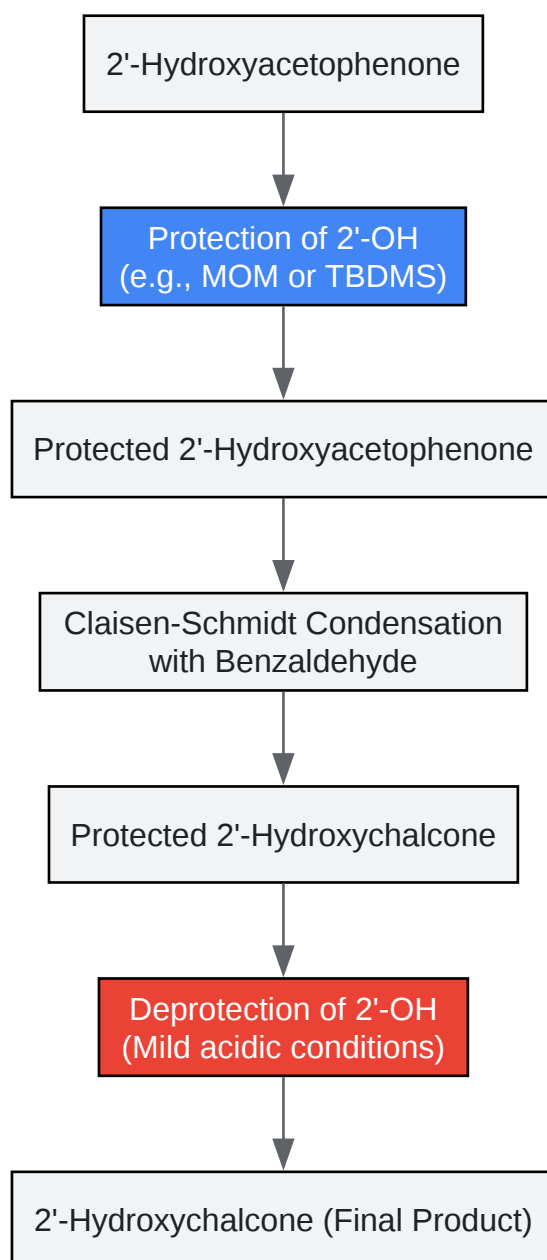 2'-Hydroxyacetophenone
Protection of 2'-OH
(e.g., MOM or TBDMS)
Protected 2'-Hydroxyacetophenone
Claisen-Schmidt Condensation
with Benzaldehyde
Protected 2'-Hydroxychalcone
Deprotection of 2'-OH
(Mild acidic conditions)
2'-Hydroxychalcone (Final Product)